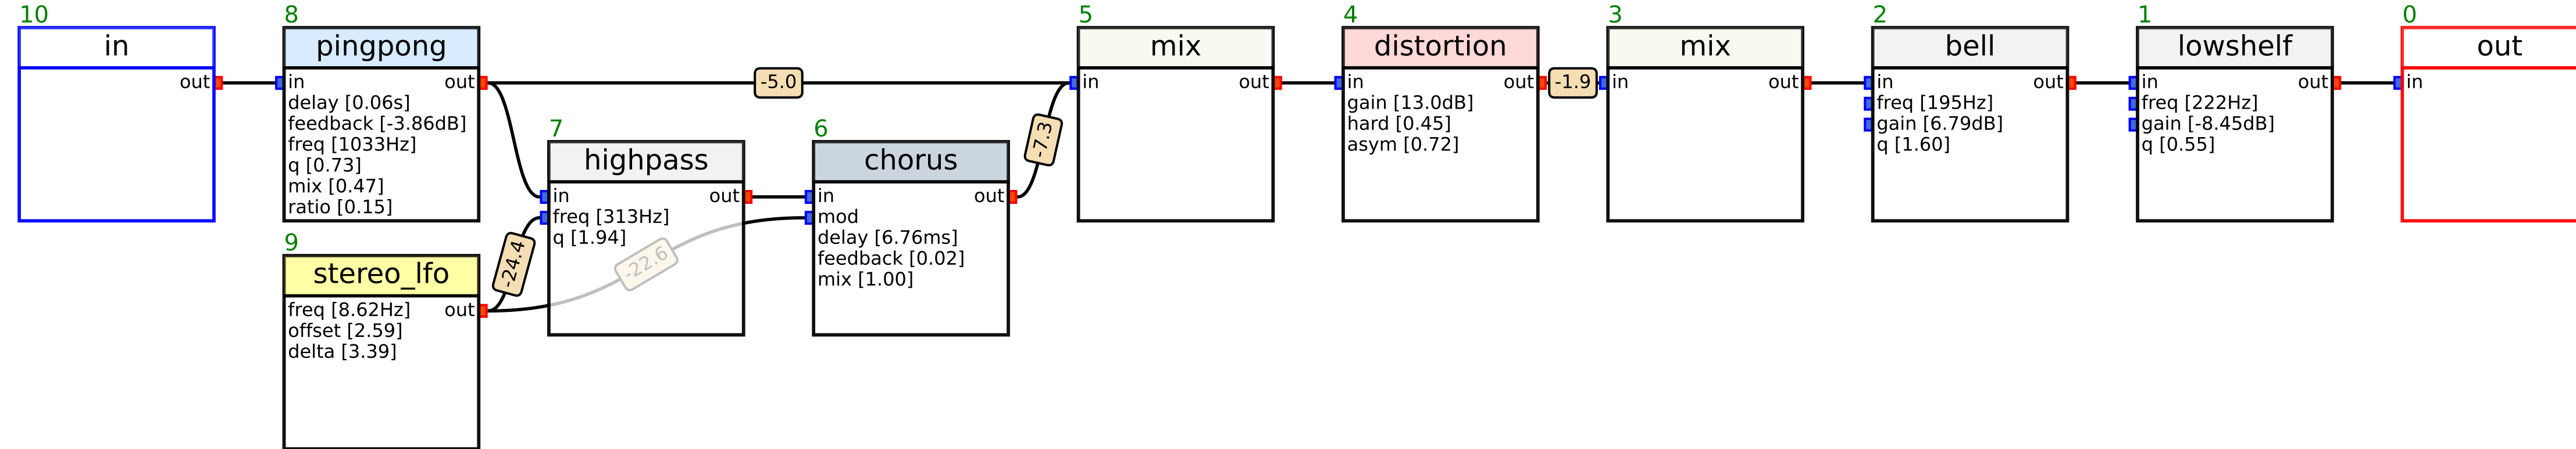 10
in
out
8
pingpong
in out
delay [0.06s]
feedback [-3.86dB]
freq [1033Hz]
q [0.73]
mix [0.47]
ratio [0.15]
9
stereo_lfo
freq [8.62Hz] out
offset [2.59]
delta [3.39]
-5.0
-24.4
-22.6
7
highpass
in out
freq [313Hz]
q [1.94]
6
chorus
in out
mod
delay [6.76ms]
feedback [0.02]
mix [1.00]
-7.3
5
mix
in out
4
distortion
in out
gain [13.0dB]
hard [0.45]
asym [0.72]
-1.9
3
mix
in out
2
bell
in out
freq [195Hz]
gain [6.79dB]
q [1.60]
1
lowshelf
in out
freq [222Hz]
gain [-8.45dB]
q [0.55]
0
out
in